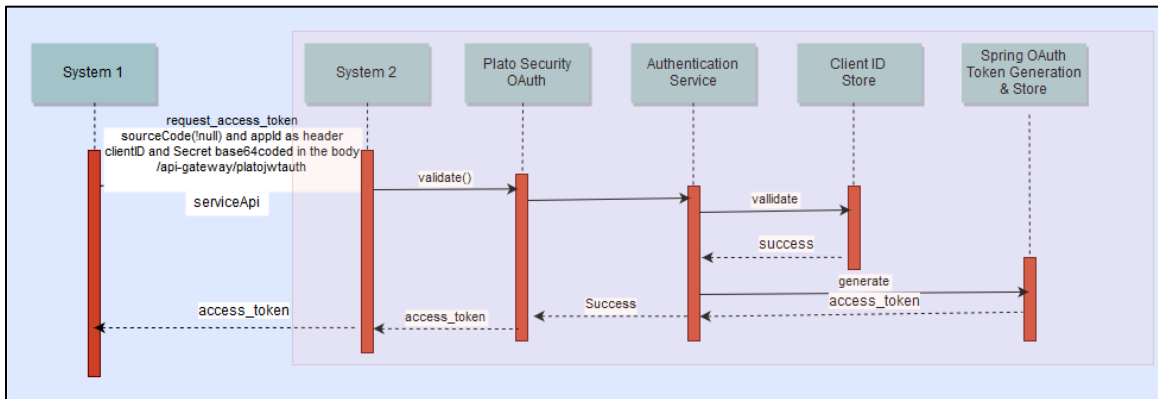 System 1
System 2
Plato Security
OAuth
Authentication
Service
Client ID
Store
Spring OAuth
Token Generation
& Store
request_access_token
sourceCode(!null) and appId as header
clientID and Secret base64coded in the body
/api-gateway/platojwtauth
serviceApi
validate()
vallidate
success
generate
access_token
Success
access_token
access_token